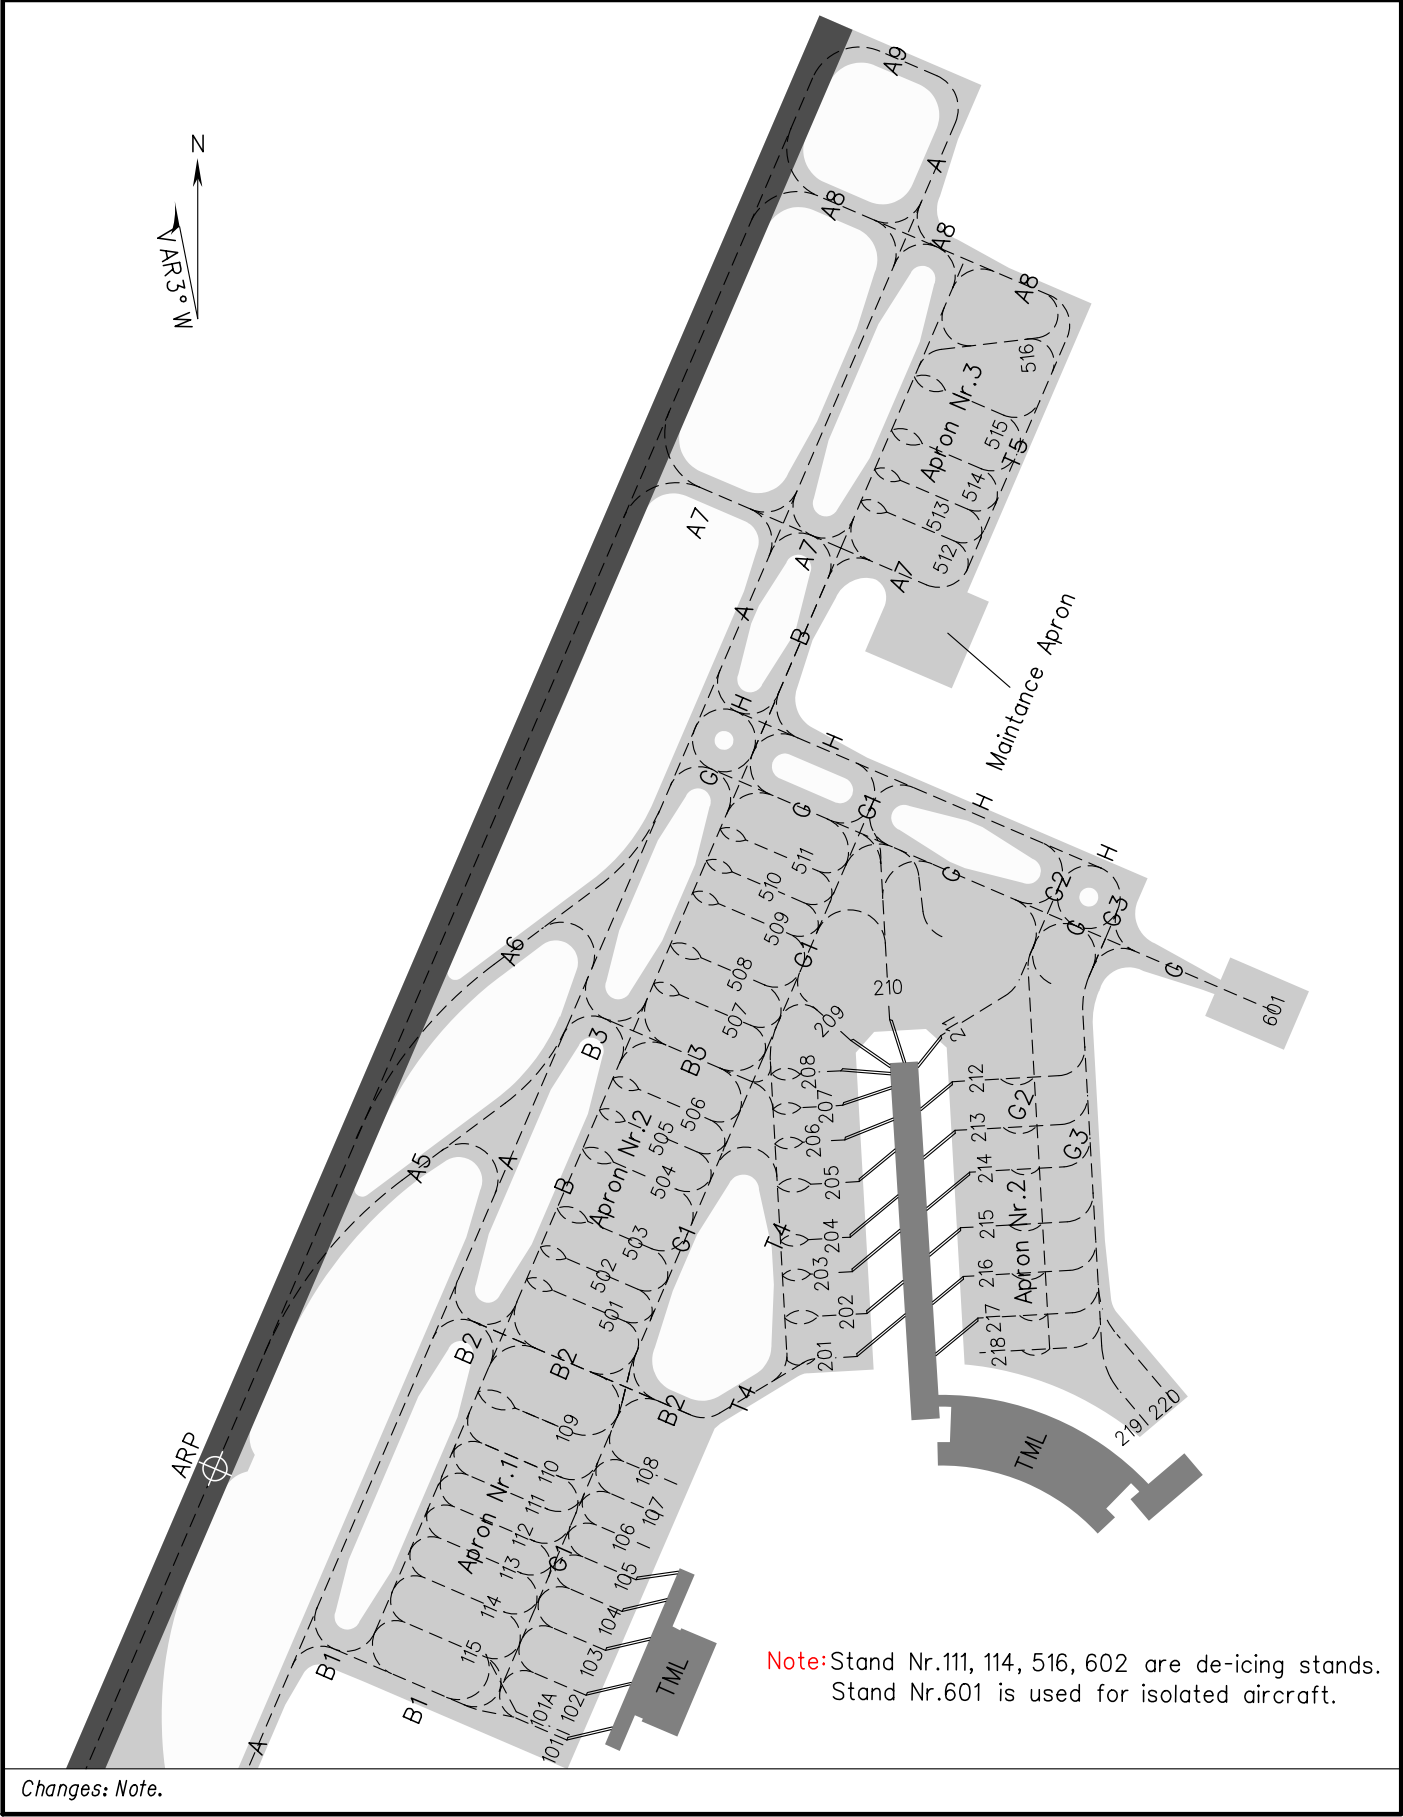 A9
N
A
A8
A8
VAR3°W
A8
516
Apron Nr.3
515
T5
514
513
A7
A7
512
A7
A
B
Maintance Apron
H
H
G
G
G1
H
511
H
510
G
G2
G3
509
G
A6
G1
508
G
210
601
507
209
B3
B3
208
212
207
G2
506
213
206
505
G3
Apron Nr.2
A5
A
214
504
205
B
Apron Nr.2
215
204
T4
503
G1
216
203
502
202
217
501
B2
218
201
B2
T4
220
B2
219
109
ARP
TML
108
110
Apron Nr.1
111
107
112
106
G1
113
105
114
104
115
103
B1
TML
Note:Stand Nr.111, 114, 516, 602 are de-icing stands.
Stand Nr.601 is used for isolated aircraft.
B1
101A
102
A
101
Changes: Note.